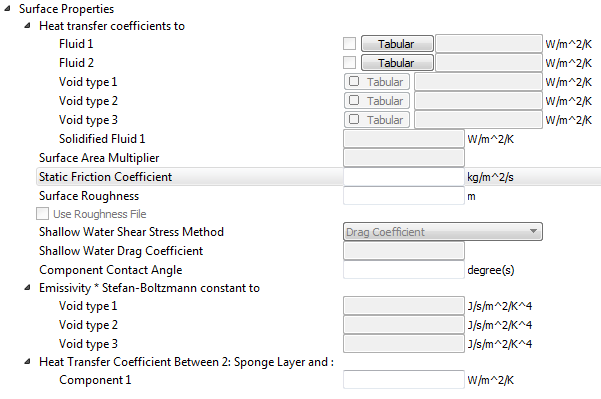 Surface Properties
Heat transfer coefficients to
Fluid 1 Tabular W/m^2/K
Fluid 2 Tabular W/m^2/K
Void type 1 Tabular W/m^2/K
Void type 2 Tabular W/m^2/K
Void type 3 Tabular W/m^2/K
Solidified Fluid 1 W/m^2/K
Surface Area Multiplier
Static Friction Coefficient kg/m^2/s
Surface Roughness m
Use Roughness File
Shallow Water Shear Stress Method Drag Coefficient
Shallow Water Drag Coefficient
Component Contact Angle degree(s)
Emissivity * Stefan-Boltzmann constant to
Void type 1 J/s/m^2/K^4
Void type 2 J/s/m^2/K^4
Void type 3 J/s/m^2/K^4
Heat Transfer Coefficient Between 2: Sponge Layer and :
Component 1 W/m^2/K